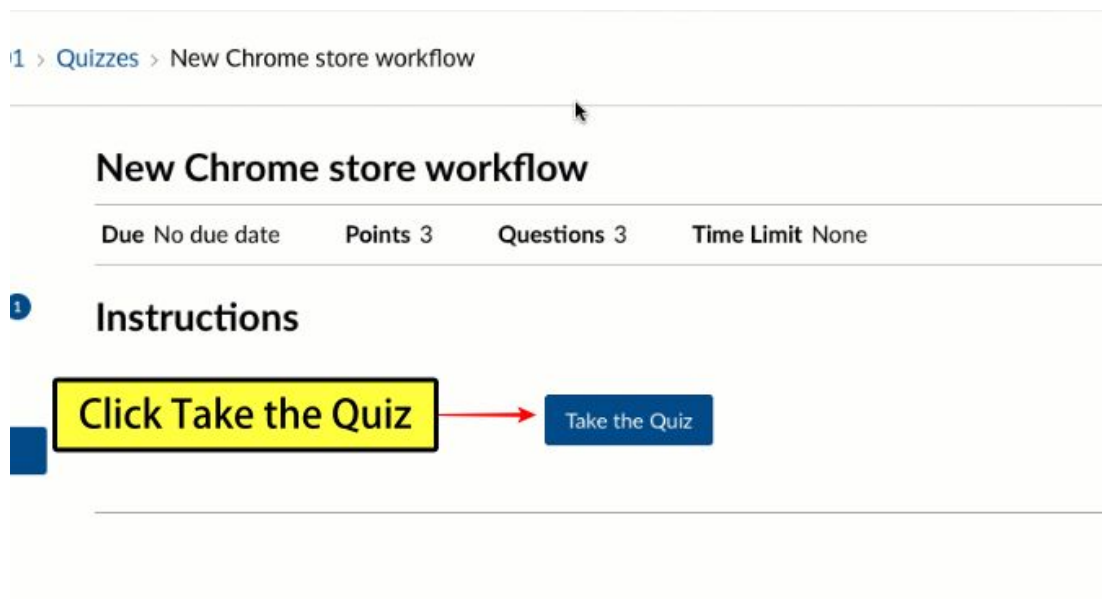 1 > Quizzes > New Chrome store workflow
New Chrome store workflow
Due No due date Points 3 Questions 3 Time Limit None
1
Instructions
Click Take the Quiz
Take the Quiz